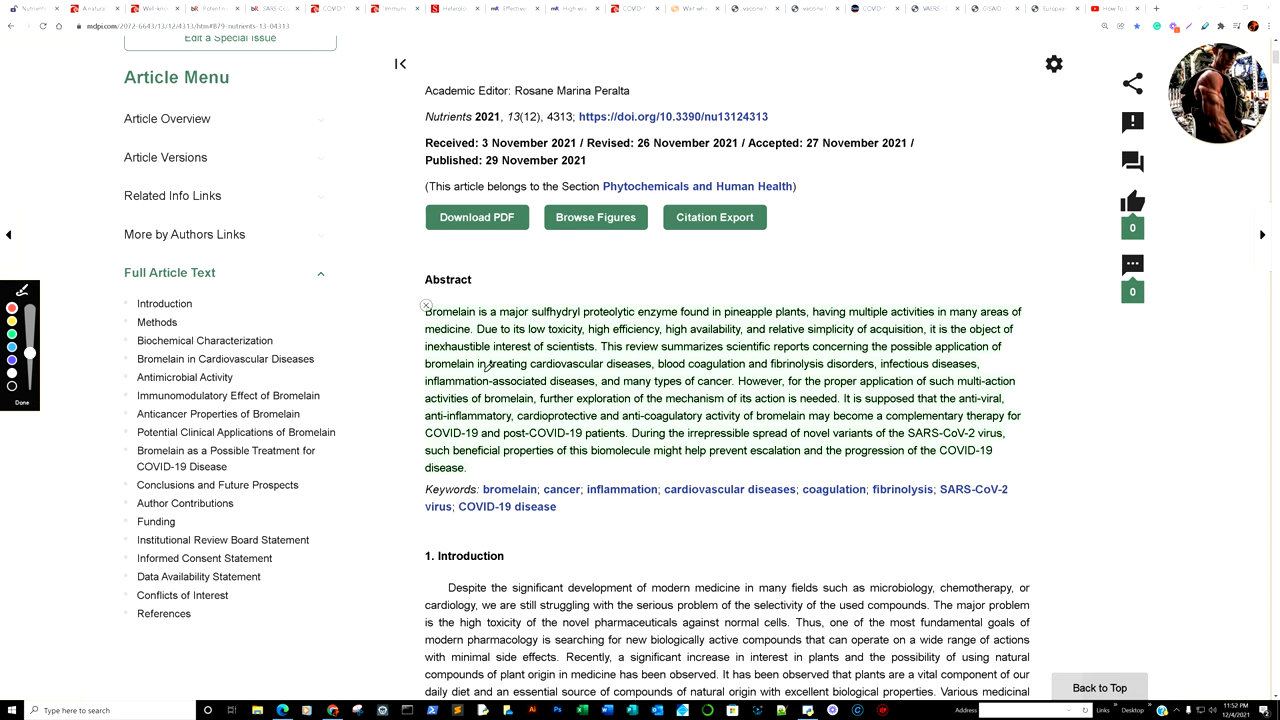 mdpi.com/2072-6643/13/12/4313/htm#B79-nutrients-13-04313
Edit a Special Issue
Article Menu
Article Overview
Article Versions
Related Info Links
More by Authors Links
Full Article Text
Introduction
Methods
Biochemical Characterization
Bromelain in Cardiovascular Diseases
Antimicrobial Activity
Immunomodulatory Effect of Bromelain
Anticancer Properties of Bromelain
Potential Clinical Applications of Bromelain
Bromelain as a Possible Treatment for
COVID-19 Disease
Conclusions and Future Prospects
Author Contributions
Funding
Institutional Review Board Statement
Informed Consent Statement
Data Availability Statement
Conflicts of Interest
References
Done
Academic Editor: Rosane Marina Peralta
Nutrients 2021, 13(12), 4313; https://doi.org/10.3390/nu13124313
Received: 3 November 2021 / Revised: 26 November 2021 / Accepted: 27 November 2021 /
Published: 29 November 2021
(This article belongs to the Section Phytochemicals and Human Health)
Download PDF
Browse Figures
Citation Export
Abstract
Bromelain is a major sulfhydryl proteolytic enzyme found in pineapple plants, having multiple activities in many areas of
medicine. Due to its low toxicity, high efficiency, high availability, and relative simplicity of acquisition, it is the object of
inexhaustible interest of scientists. This review summarizes scientific reports concerning the possible application of
bromelain in treating cardiovascular diseases, blood coagulation and fibrinolysis disorders, infectious diseases,
inflammation-associated diseases, and many types of cancer. However, for the proper application of such multi-action
activities of bromelain, further exploration of the mechanism of its action is needed. It is supposed that the anti-viral,
anti-inflammatory, cardioprotective and anti-coagulatory activity of bromelain may become a complementary therapy for
COVID-19 and post-COVID-19 patients. During the irrepressible spread of novel variants of the SARS-CoV-2 virus,
such beneficial properties of this biomolecule might help prevent escalation and the progression of the COVID-19
disease.
Keywords: bromelain; cancer; inflammation; cardiovascular diseases; coagulation; fibrinolysis; SARS-CoV-2
virus; COVID-19 disease
1. Introduction
Despite the significant development of modern medicine in many fields such as microbiology, chemotherapy, or
cardiology, we are still struggling with the serious problem of the selectivity of the used compounds. The major problem
is the high toxicity of the novel pharmaceuticals against normal cells. Thus, one of the most fundamental goals of
modern pharmacology is searching for new biologically active compounds that can operate on a wide range of actions
with minimal side effects. Recently, a significant increase in interest in plants and the possibility of using natural
compounds of plant origin in medicine has been observed. It has been observed that plants are a vital component of our
daily diet and an essential source of compounds of natural origin with excellent biological properties. Various medicinal
0
0
Back to Top
Type here to search
Address
Links
Desktop
11:52 PM
12/4/2021